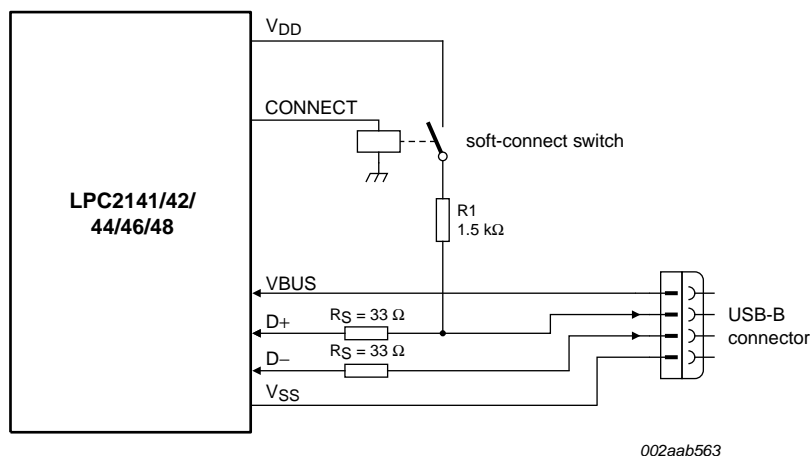 VDD
CONNECT
soft-connect switch
LPC2141/42/
44/46/48
R1
1.5 kΩ
VBUS
D+
RS = 33 Ω
USB-B
connector
D−
RS = 33 Ω
VSS
002aab563